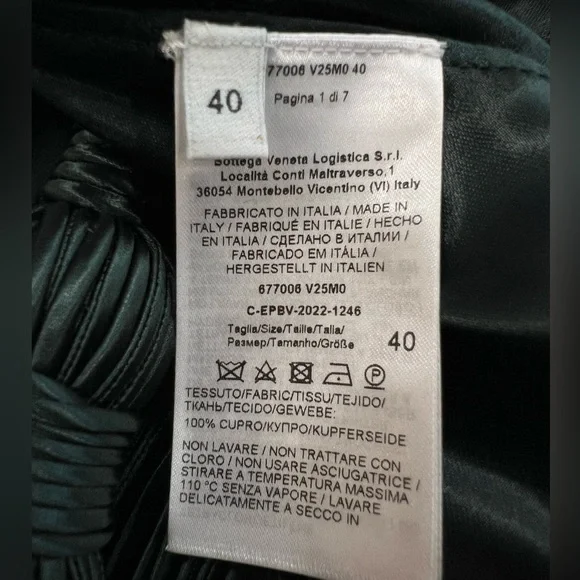 677006 V25M0 40
40
Pagina 1 di 7
Bottega Veneta Logistica S.r.l.
Località Conti Maltraverso,1
36054 Montebello Vicentino (VI) Italy
FABBRICATO IN ITALIA / MADE IN
ITALY / FABRIQUÉ EN ITALIE / HECHO
EN ITALIA / СДЕЛАНО В ИТАЛИИ /
FABRICADO EM ITÁLIA /
HERGESTELLT IN ITALIEN
677006 V25M0
C-EPBV-2022-1246
Taglia/Size/Taille/Talla/
Размер/Tamanho/Größe 40
P
TESSUTO/FABRIC/TISSU/TEJIDO/
ТКАНЬ/TECIDO/GEWEBE:
100% CUPRO/КУПРО/KUPFERSEIDE
NON LAVARE / NON TRATTARE CON
CLORO / NON USARE ASCIUGATRICE /
STIRARE A TEMPERATURA MASSIMA
110 °C SENZA VAPORE / LAVARE
DELICATAMENTE A SECCO IN